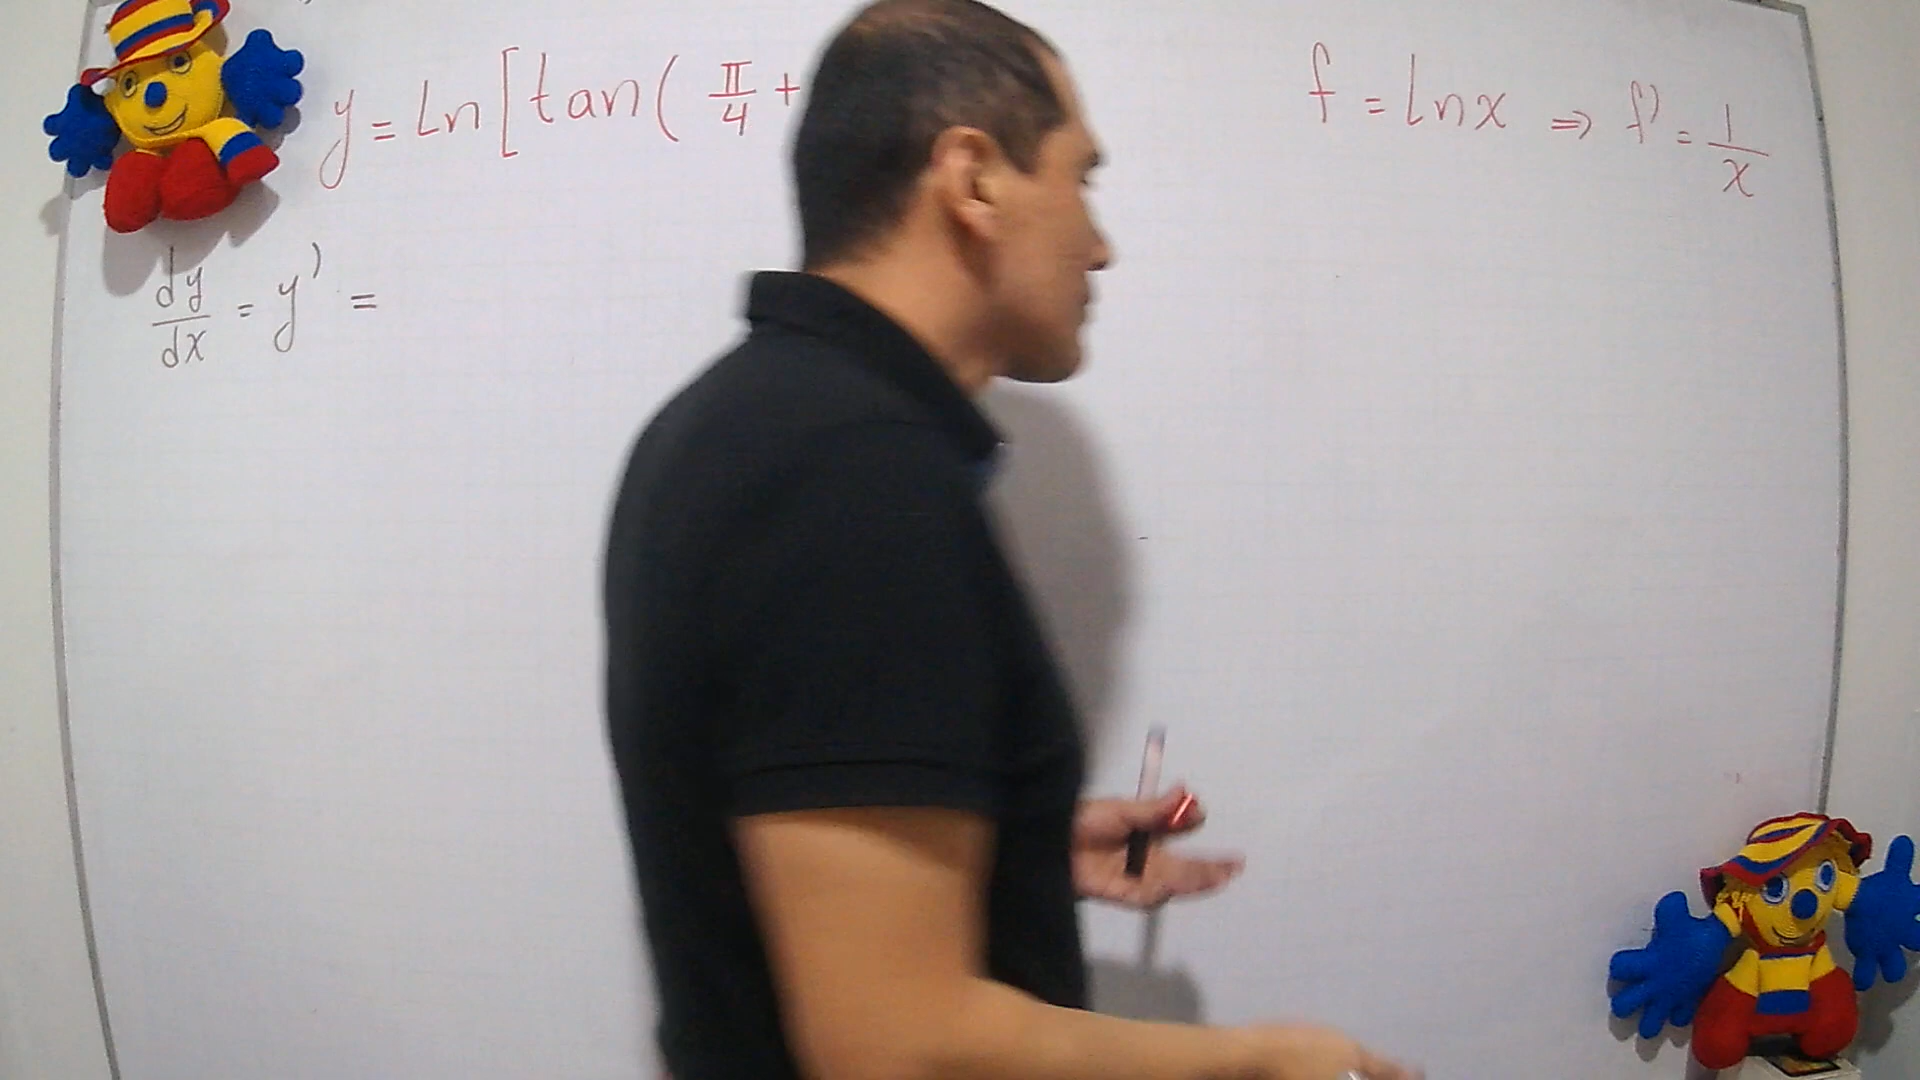 y = Ln [ tan ( π/4 +
f = Lnx ⇒ f' = 1/x
dy/dx = y' =